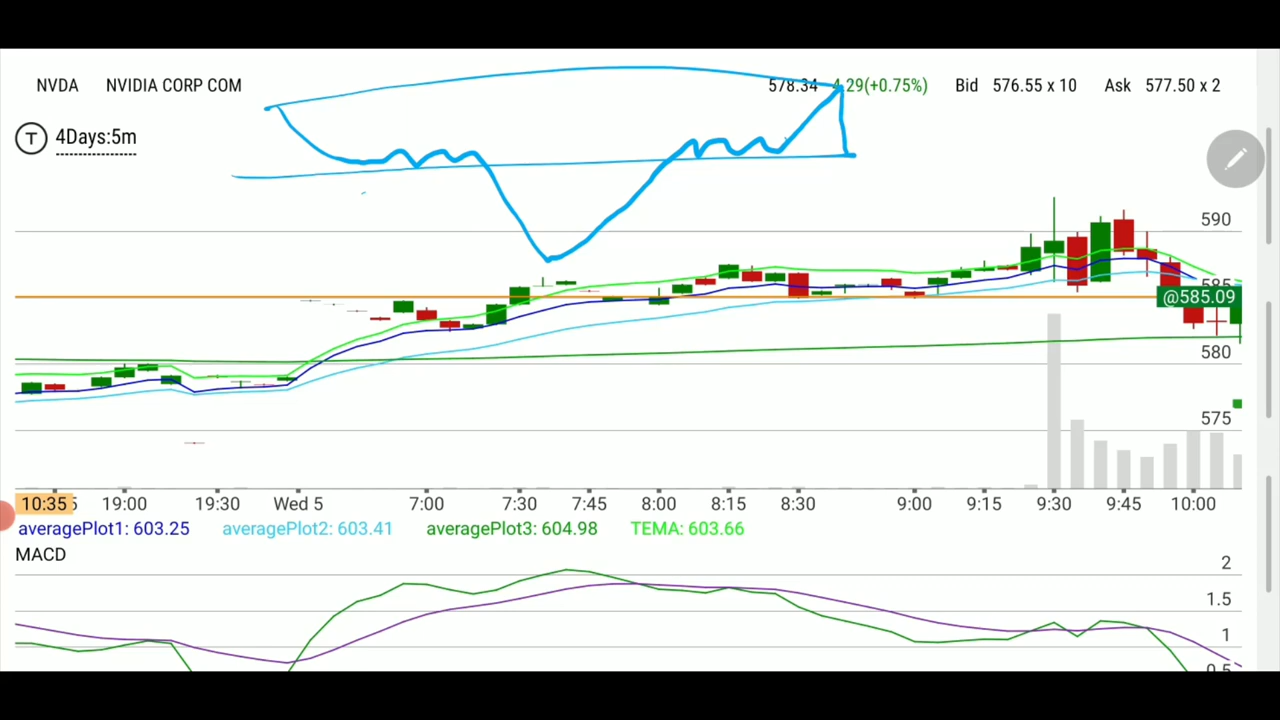 NVDA NVIDIA CORP COM 578.34 4.29(+0.75%) Bid 576.55 x 10 Ask 577.50 x 2
T 4Days:5m
590
585
@585.09
580
575
10:35 19:00 19:30 Wed 5 7:00 7:30 7:45 8:00 8:15 8:30 9:00 9:15 9:30 9:45 10:00
averagePlot1: 603.25 averagePlot2: 603.41 averagePlot3: 604.98 TEMA: 603.66
MACD
2
1.5
1
0.5